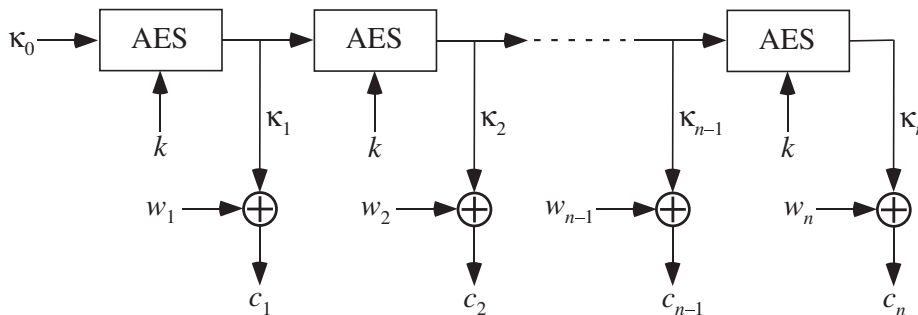 κ₀ AES AES AES
κ₁ κ₂ κₙ₋₁ κₙ
k k k
w₁ w₂ wₙ₋₁ wₙ
c₁ c₂ cₙ₋₁ cₙ